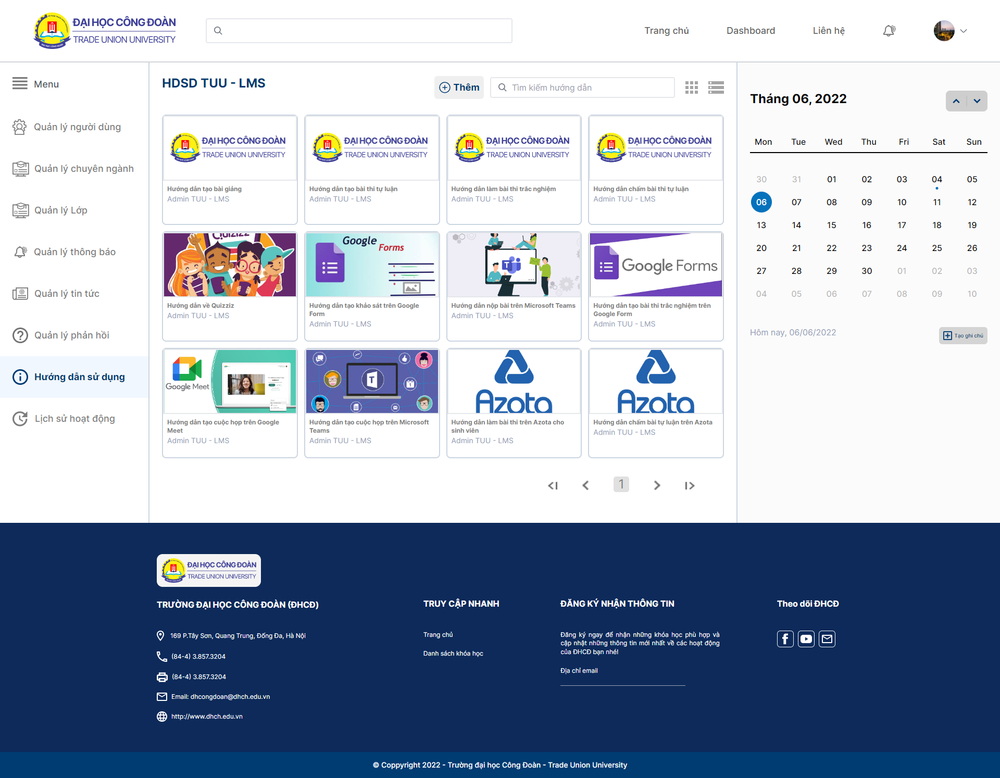 ĐẠI HỌC CÔNG ĐOÀN
TRADE UNION UNIVERSITY
Trang chủ
Dashboard
Liên hệ
Menu
Quản lý người dùng
Quản lý chuyên ngành
Quản lý Lớp
Quản lý thông báo
Quản lý tin tức
Quản lý phản hồi
Hướng dẫn sử dụng
Lịch sử hoạt động
HDSD TUU - LMS
Thêm
Tìm kiếm hướng dẫn
ĐẠI HỌC CÔNG ĐOÀN
TRADE UNION UNIVERSITY
Hướng dẫn tạo bài giảng
Admin TUU - LMS
ĐẠI HỌC CÔNG ĐOÀN
TRADE UNION UNIVERSITY
Hướng dẫn tạo bài thi tự luận
Admin TUU - LMS
ĐẠI HỌC CÔNG ĐOÀN
TRADE UNION UNIVERSITY
Hướng dẫn làm bài thi trắc nghiệm
Admin TUU - LMS
ĐẠI HỌC CÔNG ĐOÀN
TRADE UNION UNIVERSITY
Hướng dẫn chấm bài thi tự luận
Admin TUU - LMS
Quizizz
Hướng dẫn về Quizziz
Admin TUU - LMS
Google
Forms
Hướng dẫn tạo khảo sát trên Google
Form
Admin TUU - LMS
T
Hướng dẫn nộp bài trên Microsoft Teams
Admin TUU - LMS
Google Forms
Hướng dẫn tạo bài thi trắc nghiệm trên
Google Form
Admin TUU - LMS
Google Meet
Hướng dẫn tạo cuộc họp trên Google
Meet
Admin TUU - LMS
T
1
Hướng dẫn tạo cuộc họp trên Microsoft
Teams
Admin TUU - LMS
Azota
Hướng dẫn làm bài thi trên Azota cho
sinh viên
Admin TUU - LMS
Azota
Hướng dẫn chấm bài tự luận trên Azota
Admin TUU - LMS
1
Tháng 06, 2022
Mon Tue Wed Thu Fri Sat Sun
30 31 01 02 03 04 05
06 07 08 09 10 11 12
13 14 15 16 17 18 19
20 21 22 23 24 25 26
27 28 29 30 01 02 03
04 05 06 07 08 09 10
Hôm nay, 06/06/2022
Tạo ghi chú
ĐẠI HỌC CÔNG ĐOÀN
TRADE UNION UNIVERSITY
TRƯỜNG ĐẠI HỌC CÔNG ĐOÀN (ĐHCĐ)
169 P.Tây Sơn, Quang Trung, Đống Đa, Hà Nội
(84-4) 3.857.3204
(84-4) 3.857.3204
Email: dhcongdoan@dhch.edu.vn
http://www.dhch.edu.vn
TRUY CẬP NHANH
Trang chủ
Danh sách khóa học
ĐĂNG KÝ NHẬN THÔNG TIN
Đăng ký ngay để nhận những khóa học phù hợp và
cập nhật những thông tin mới nhất về các hoạt động
của ĐHCĐ bạn nhé!
Địa chỉ email
Theo dõi ĐHCĐ
© Coppyright 2022 - Trường đại học Công Đoàn - Trade Union University